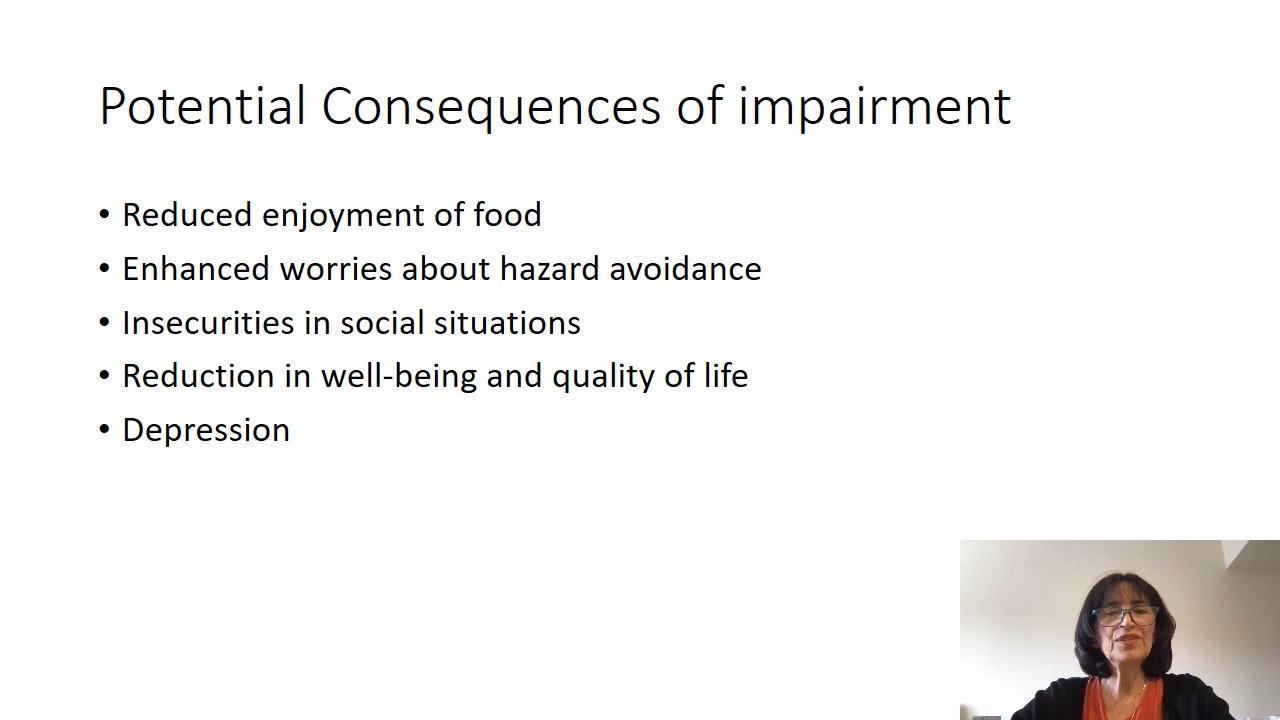 Potential Consequences of impairment
• Reduced enjoyment of food
• Enhanced worries about hazard avoidance
• Insecurities in social situations
• Reduction in well-being and quality of life
• Depression